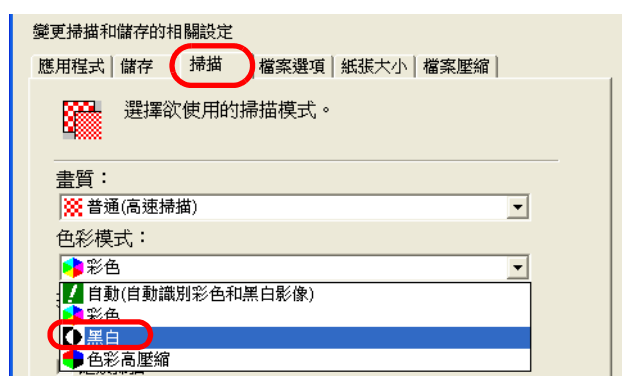 變更掃描和儲存的相關設定
應用程式 儲存 掃描 檔案選項 紙張大小 檔案壓縮
選擇欲使用的掃描模式。
畫質：
普通(高速掃描)
色彩模式：
彩色
自動(自動識別彩色和黑白影像)
彩色
黑白
色彩高壓縮